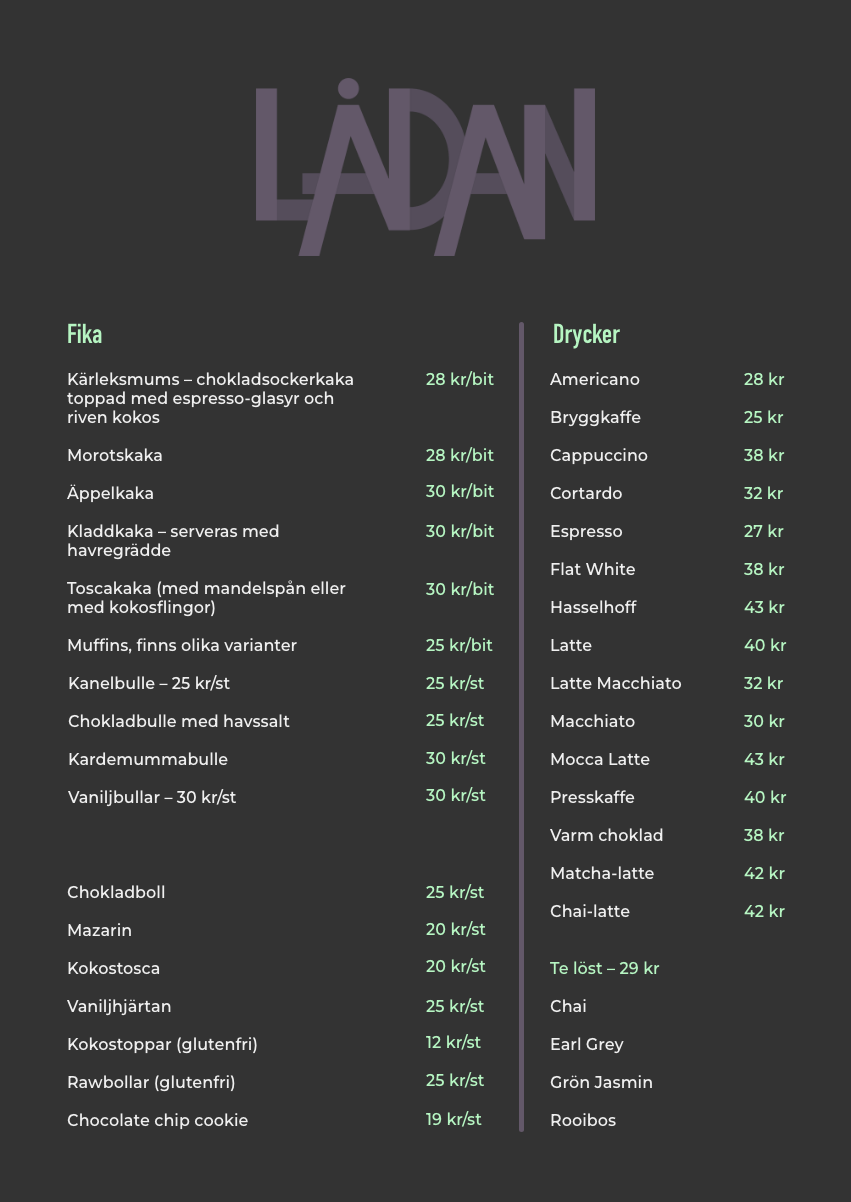 LÅDAN
Fika
Kärleksmums – chokladsockerkaka 28 kr/bit
toppad med espresso-glasyr och
riven kokos
Morotskaka 28 kr/bit
Äppelkaka 30 kr/bit
Kladdkaka – serveras med 30 kr/bit
havregrädde
Toscakaka (med mandelspån eller 30 kr/bit
med kokosflingor)
Muffins, finns olika varianter 25 kr/bit
Kanelbulle – 25 kr/st 25 kr/st
Chokladbulle med havssalt 25 kr/st
Kardemummabulle 30 kr/st
Vaniljbullar – 30 kr/st 30 kr/st
Chokladboll 25 kr/st
Mazarin 20 kr/st
Kokostosca 20 kr/st
Vaniljhjärtan 25 kr/st
Kokostoppar (glutenfri) 12 kr/st
Rawbollar (glutenfri) 25 kr/st
Chocolate chip cookie 19 kr/st
Drycker
Americano 28 kr
Bryggkaffe 25 kr
Cappuccino 38 kr
Cortardo 32 kr
Espresso 27 kr
Flat White 38 kr
Hasselhoff 43 kr
Latte 40 kr
Latte Macchiato 32 kr
Macchiato 30 kr
Mocca Latte 43 kr
Presskaffe 40 kr
Varm choklad 38 kr
Matcha-latte 42 kr
Chai-latte 42 kr
Te löst – 29 kr
Chai
Earl Grey
Grön Jasmin
Rooibos